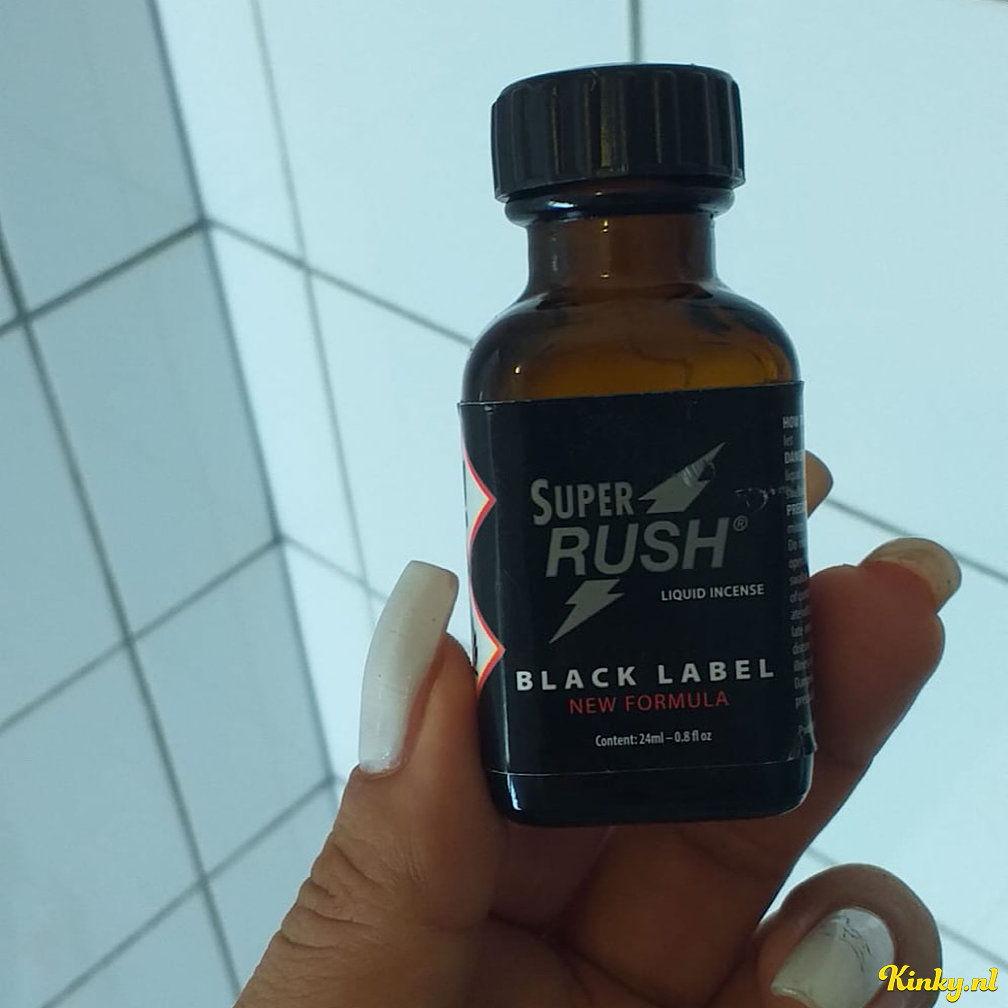 SUPER
RUSH®
LIQUID INCENSE
BLACK LABEL
NEW FORMULA
Content: 24ml – 0.8 fl oz
Kinky.nl